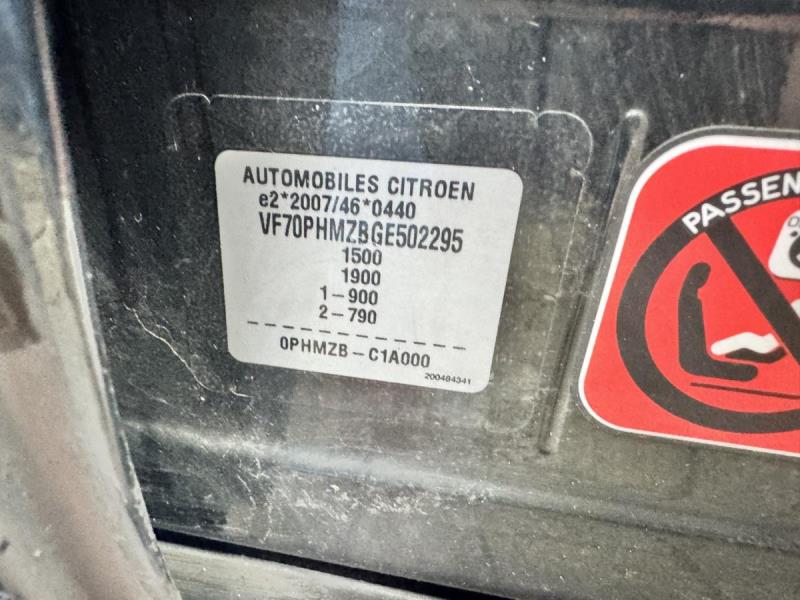 AUTOMOBILES CITROEN
e2*2007/46*0440
VF70PHMZBGE502295
1500
1900
1-900
2-790
0PHMZB-C1A000
200484341
PASSEN